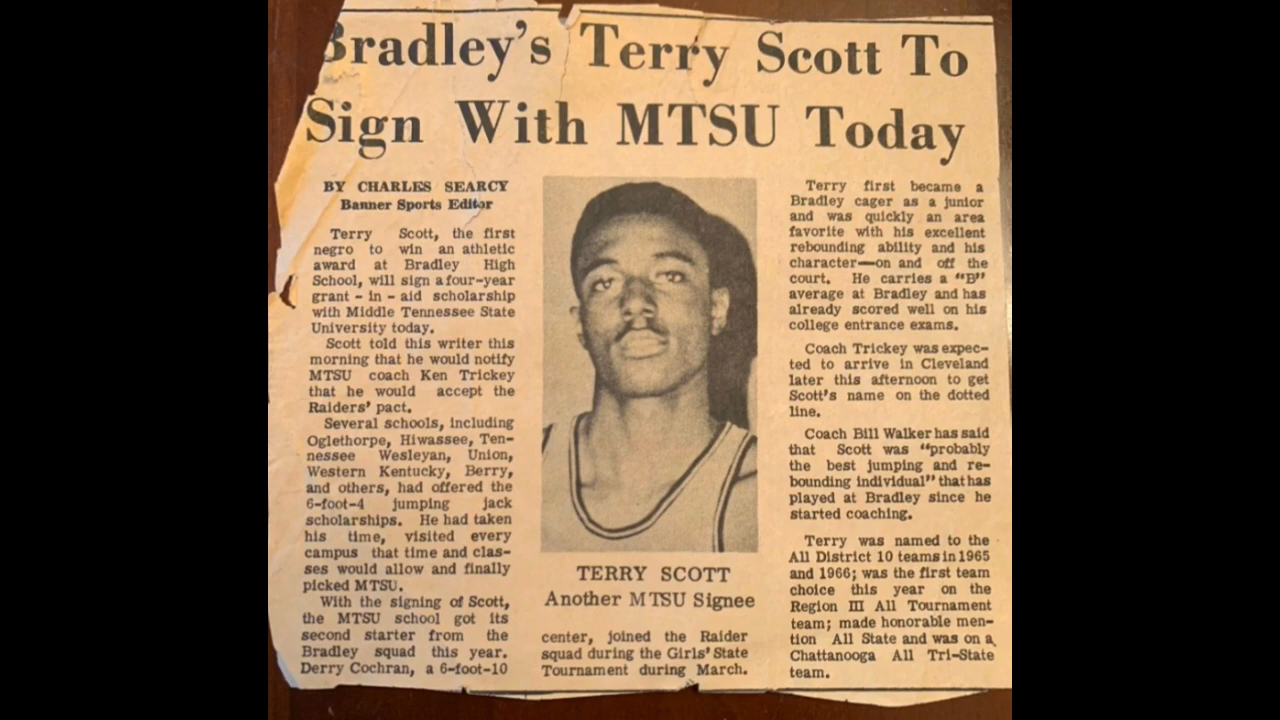 Bradley's Terry Scott To
Sign With MTSU Today
BY CHARLES SEARCY
Banner Sports Editor
Terry Scott, the first
negro to win an athletic
award at Bradley High
School, will sign a four-year
grant - in - aid scholarship
with Middle Tennessee State
University today.
Scott told this writer this
morning that he would notify
MTSU coach Ken Trickey
that he would accept the
Raiders' pact.
Several schools, including
Oglethorpe, Hiwassee, Ten-
nessee Wesleyan, Union,
Western Kentucky, Berry,
and others, had offered the
6-foot-4 jumping jack
scholarships. He had taken
his time, visited every
campus that time and clas-
ses would allow and finally
picked MTSU.
With the signing of Scott,
the MTSU school got its
second starter from the
Bradley squad this year.
Derry Cochran, a 6-foot-10
TERRY SCOTT
Another MTSU Signee
center, joined the Raider
squad during the Girls' State
Tournament during March.
Terry first became a
Bradley cager as a junior
and was quickly an area
favorite with his excellent
rebounding ability and his
character—on and off the
court. He carries a "B"
average at Bradley and has
already scored well on his
college entrance exams.
Coach Trickey was expec-
ted to arrive in Cleveland
later this afternoon to get
Scott's name on the dotted
line.
Coach Bill Walker has said
that Scott was "probably
the best jumping and re-
bounding individual" that has
played at Bradley since he
started coaching.
Terry was named to the
All District 10 teams in 1965
and 1966; was the first team
choice this year on the
Region III All Tournament
team; made honorable men-
tion All State and was on a
Chattanooga All Tri-State
team.